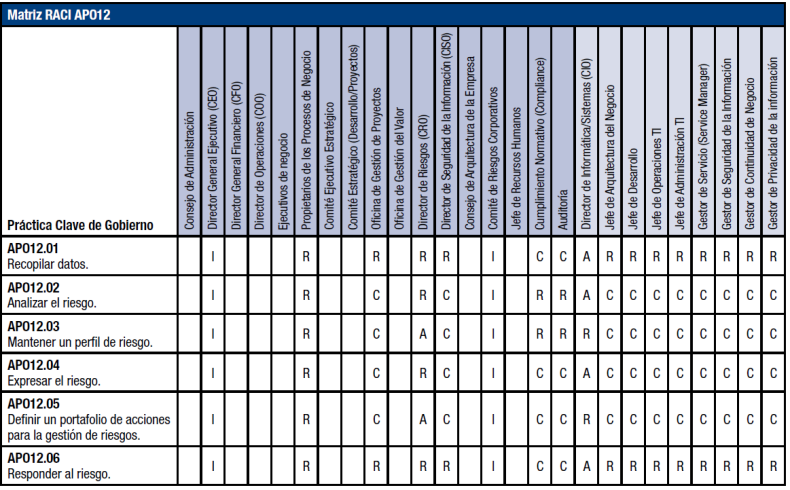 Matriz RACI APO12
Práctica Clave de Gobierno
Consejo de Administración
Director General Ejecutivo (CEO)
Director General Financiero (CFO)
Director de Operaciones (COO)
Ejecutivos de negocio
Propietarios de los Procesos de Negocio
Comité Ejecutivo Estratégico
Comité Estratégico (Desarrollo/Proyectos)
Oficina de Gestión de Proyectos
Oficina de Gestión del Valor
Director de Riesgos (CRO)
Director de Seguridad de la Información (CISO)
Consejo de Arquitectura de la Empresa
Comité de Riesgos Corporativos
Jefe de Recursos Humanos
Cumplimiento Normativo (Compliance)
Auditoría
Director de Informática/Sistemas (CIO)
Jefe de Arquitectura del Negocio
Jefe de Desarrollo
Jefe de Operaciones TI
Jefe de Administración TI
Gestor de Servicio (Service Manager)
Gestor de Seguridad de la Información
Gestor de Continuidad de Negocio
Gestor de Privacidad de la información
APO12.01
Recopilar datos.
I R R R R I C C A R R R R R R R R
APO12.02
Analizar el riesgo.
I R C R C I R R A C C C C C C C C
APO12.03
Mantener un perfil de riesgo.
I R C A C I R R R C C C C C C C C
APO12.04
Expresar el riesgo.
I R C R C I C C A C C C C C C C C
APO12.05
Definir un portafolio de acciones
para la gestión de riesgos.
I R C A C I C C R C C C C C C C C
APO12.06
Responder al riesgo.
I R R R R I C C A R R R R R R R R